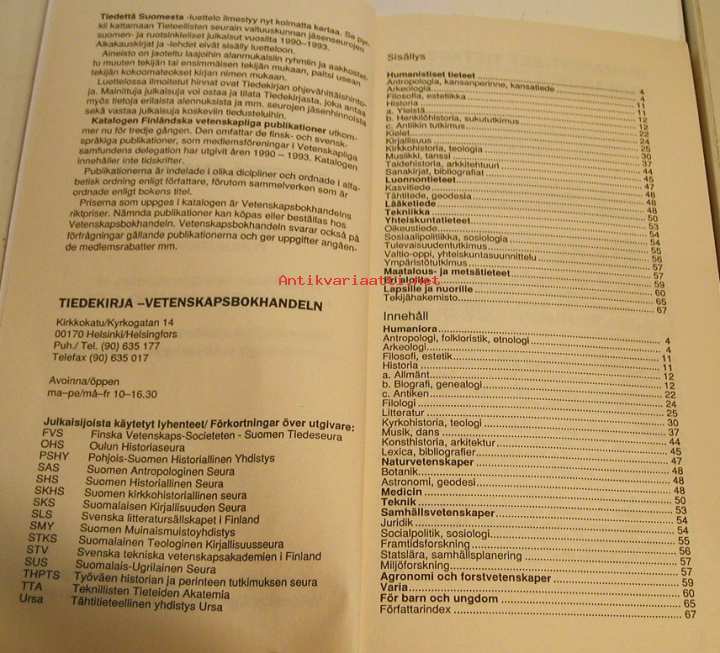 Tiedettä Suomesta -luettelo ilmestyy nyt kolmatta kertaa. Se pyr-
kii kattamaan Tieteellisten seurain valtuuskunnan jäsenseurojen
suomen- ja ruotsinkieliset julkaisut vuosilta 1990–1993.
Aikakauskirjat ja -lehdet eivät sisälly luetteloon.
Aineisto on jaoteltu laajoihin alanmukaisiin ryhmiin ja aakkostet-
tu muuten tekijän tai ensimmäisen tekijän mukaan, paitsi usean
tekijän kokoomateokset kirjan nimen mukaan.
Luettelossa ilmoitetut hinnat ovat Tiedekirjan ohjevähittäishinto-
ja. Mainittuja julkaisuja voi ostaa ja tilata Tiedekirjasta, joka antaa
myös tietoja erilaisista alennuksista ja mm. seurojen jäsenhinnoista
sekä vastaa julkaisuja koskeviin tiedusteluihin.
Katalogen Finländska vetenskapliga publikationer utkom-
mer nu för tredje gången. Den omfattar de finsk- och svensk-
språkiga publikationer, som medlemsföreningar i Vetenskapliga
samfundens delegation har utgivit åren 1990 – 1993. Katalogen
innehåller inte tidskrifter.
Publikationerna är indelade i olika dicipliner och ordnade i alfa-
betisk ordning enligt författare, förutom samlverken som är
ordnade enligt bokens titel.
Priserna som uppges i katalogen är Vetenskapsbokhandelns
riktpriser. Nämnda publikationer kan köpas eller beställas hos
Vetenskapsbokhandeln. Vetenskapsbokhandeln svarar också på
förfrågningar gällande publikationerna och ger uppgifter angåen-
de medlemsrabatter mm.
TIEDEKIRJA –VETENSKAPSBOKHANDELN
Kirkkokatu/Kyrkogatan 14
00170 Helsinki/Helsingfors
Puh./ Tel. (90) 635 177
Telefax (90) 635 017
Avoinna/öppen
ma–pe/må–fr 10–16.30
Julkaisijoista käytetyt lyhenteet/ Förkortningar över utgivare:
FVS Finska Vetenskaps-Societeten - Suomen Tiedeseura
OHS Oulun Historiaseura
PSHY Pohjois-Suomen Historiallinen Yhdistys
SAS Suomen Antropologinen Seura
SHS Suomen Historiallinen Seura
SKHS Suomen kirkkohistoriallinen seura
SKS Suomalaisen Kirjallisuuden Seura
SLS Svenska litteratursällskapet i Finland
SMY Suomen Muinaismuistoyhdistys
STKS Suomalainen Teologinen Kirjallisuusseura
STV Svenska tekniska vetenskapsakademien i Finland
SUS Suomalais-Ugrilainen Seura
THPTS Työväen historian ja perinteen tutkimuksen seura
TTA Teknillisten Tieteiden Akatemia
Ursa Tähtitieteellinen yhdistys Ursa
Sisällys
Humanistiset tieteet 4
Antropologia, kansanperinne, kansatiede 4
Arkeologia 11
Filosofia, estetiikka 11
Historia 11
a. Yleistä 12
b. Henkilöhistoria, sukututkimus 12
c. Antiikin tutkimus 22
Kielet 24
Kirjallisuus 25
Kirkkohistoria, teologia 30
Musiikki, tanssi 37
Taidehistoria, arkkitehtuuri 44
Sanakirjat, bibliografiat 45
Luonnontieteet 47
Kasvitiede 48
Tähtitiede, geodesia 48
Lääketiede 50
Tekniikka 53
Yhteiskuntatieteet 54
Oikeustiede 54
Sosiaalipolitiikka, sosiologia 55
Tulevaisuudentutkimus 56
Valtio-oppi, yhteiskuntasuunnittelu 57
Ympäristötutkimus 57
Maatalous- ja metsätieteet 59
60
Lapsille ja nuorille 65
Tekijähakemisto 67
Antikvariaatti.net
Innehåll
Humaniora 4
Antropologi, folkloristik, etnologi 4
Arkeologi 11
Filosofi, estetik 11
Historia 11
a. Allmänt 12
b. Biografi, genealogi 12
c. Antiken 22
Filologi 24
Litteratur 25
Kyrkohistoria, teologi 30
Musik, dans 37
Konsthistoria, arkitektur 44
Lexica, bibliografier 45
Naturvetenskaper 47
Botanik 48
Astronomi, geodesi 48
Medicin 50
Teknik 53
Samhällsvetenskaper 54
Juridik 54
Socialpolitik, sosiologi 55
Framtidsforskning 56
Statslära, samhällsplanering 57
Miljöforskning 57
Agronomi och forstvetenskaper 59
Varia 60
För barn och ungdom 65
Författarindex 67